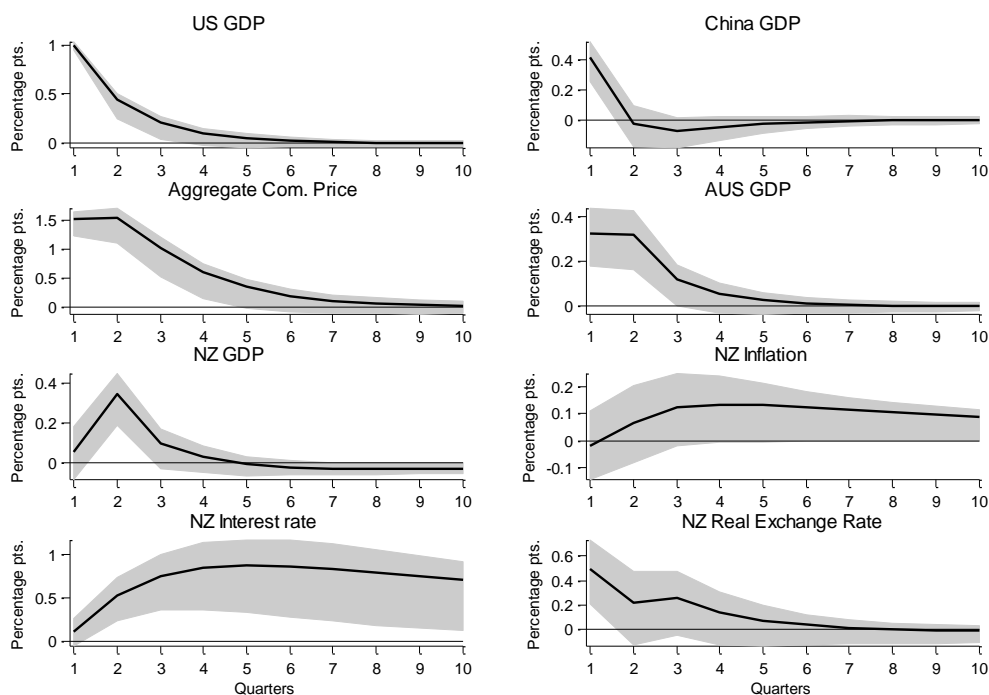 US GDP
Percentage pts.
1
0.5
0
1 2 3 4 5 6 7 8 9 10
China GDP
Percentage pts.
0.4
0.2
0
1 2 3 4 5 6 7 8 9 10
Aggregate Com. Price
Percentage pts.
1.5
1
0.5
0
1 2 3 4 5 6 7 8 9 10
AUS GDP
Percentage pts.
0.4
0.2
0
1 2 3 4 5 6 7 8 9 10
NZ GDP
Percentage pts.
0.4
0.2
0
1 2 3 4 5 6 7 8 9 10
NZ Inflation
Percentage pts.
0.2
0.1
0
-0.1
1 2 3 4 5 6 7 8 9 10
NZ Interest rate
Percentage pts.
1
0.5
0
1 2 3 4 5 6 7 8 9 10
Quarters
NZ Real Exchange Rate
Percentage pts.
0.6
0.4
0.2
0
1 2 3 4 5 6 7 8 9 10
Quarters